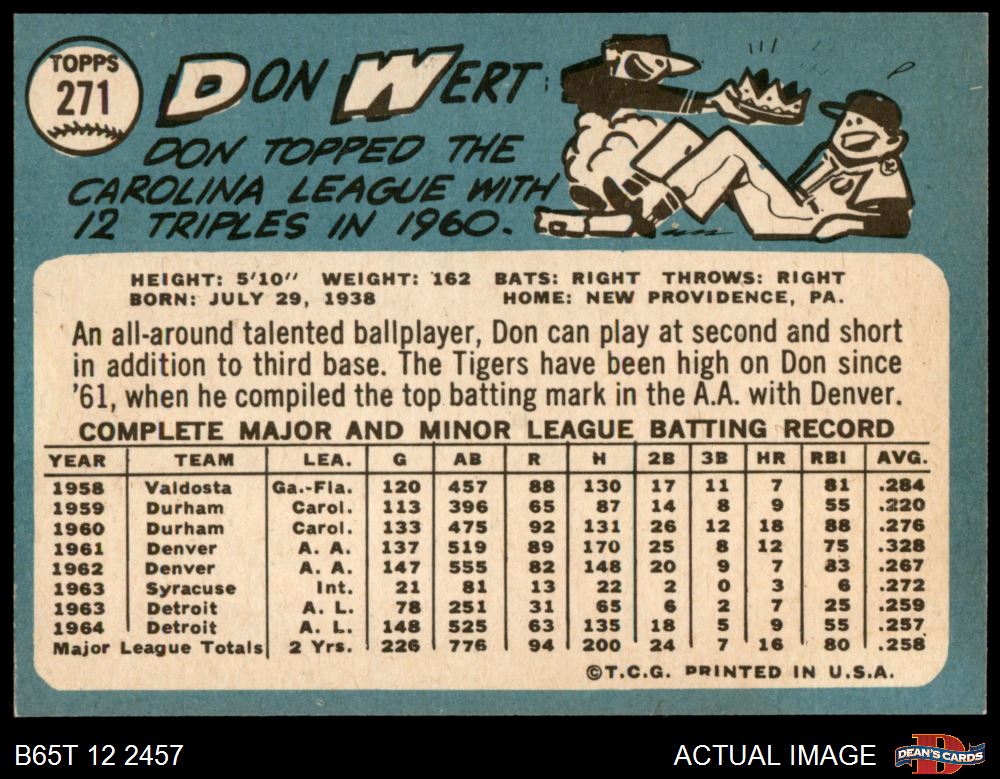 TOPPS
271
DON WERT
DON TOPPED THE
CAROLINA LEAGUE WITH
12 TRIPLES IN 1960.
HEIGHT: 5'10" WEIGHT: 162 BATS: RIGHT THROWS: RIGHT
BORN: JULY 29, 1938 HOME: NEW PROVIDENCE, PA.
An all-around talented ballplayer, Don can play at second and short
in addition to third base. The Tigers have been high on Don since
'61, when he compiled the top batting mark in the A.A. with Denver.
COMPLETE MAJOR AND MINOR LEAGUE BATTING RECORD
YEAR TEAM LEA. G AB R H 2B 3B HR RBI AVG.
1958 Valdosta Ga.-Fla. 120 457 88 130 17 11 7 81 .284
1959 Durham Carol. 113 396 65 87 14 8 9 55 .220
1960 Durham Carol. 133 475 92 131 26 12 18 88 .276
1961 Denver A. A. 137 519 89 170 25 8 12 75 .328
1962 Denver A. A. 147 555 82 148 20 9 7 83 .267
1963 Syracuse Int. 21 81 13 22 2 0 3 6 .272
1963 Detroit A. L. 78 251 31 65 6 2 7 25 .259
1964 Detroit A. L. 148 525 63 135 18 5 9 55 .257
Major League Totals 2 Yrs. 226 776 94 200 24 7 16 80 .258
©T.C.G. PRINTED IN U.S.A.
B65T 12 2457 ACTUAL IMAGE DEAN'S CARDS